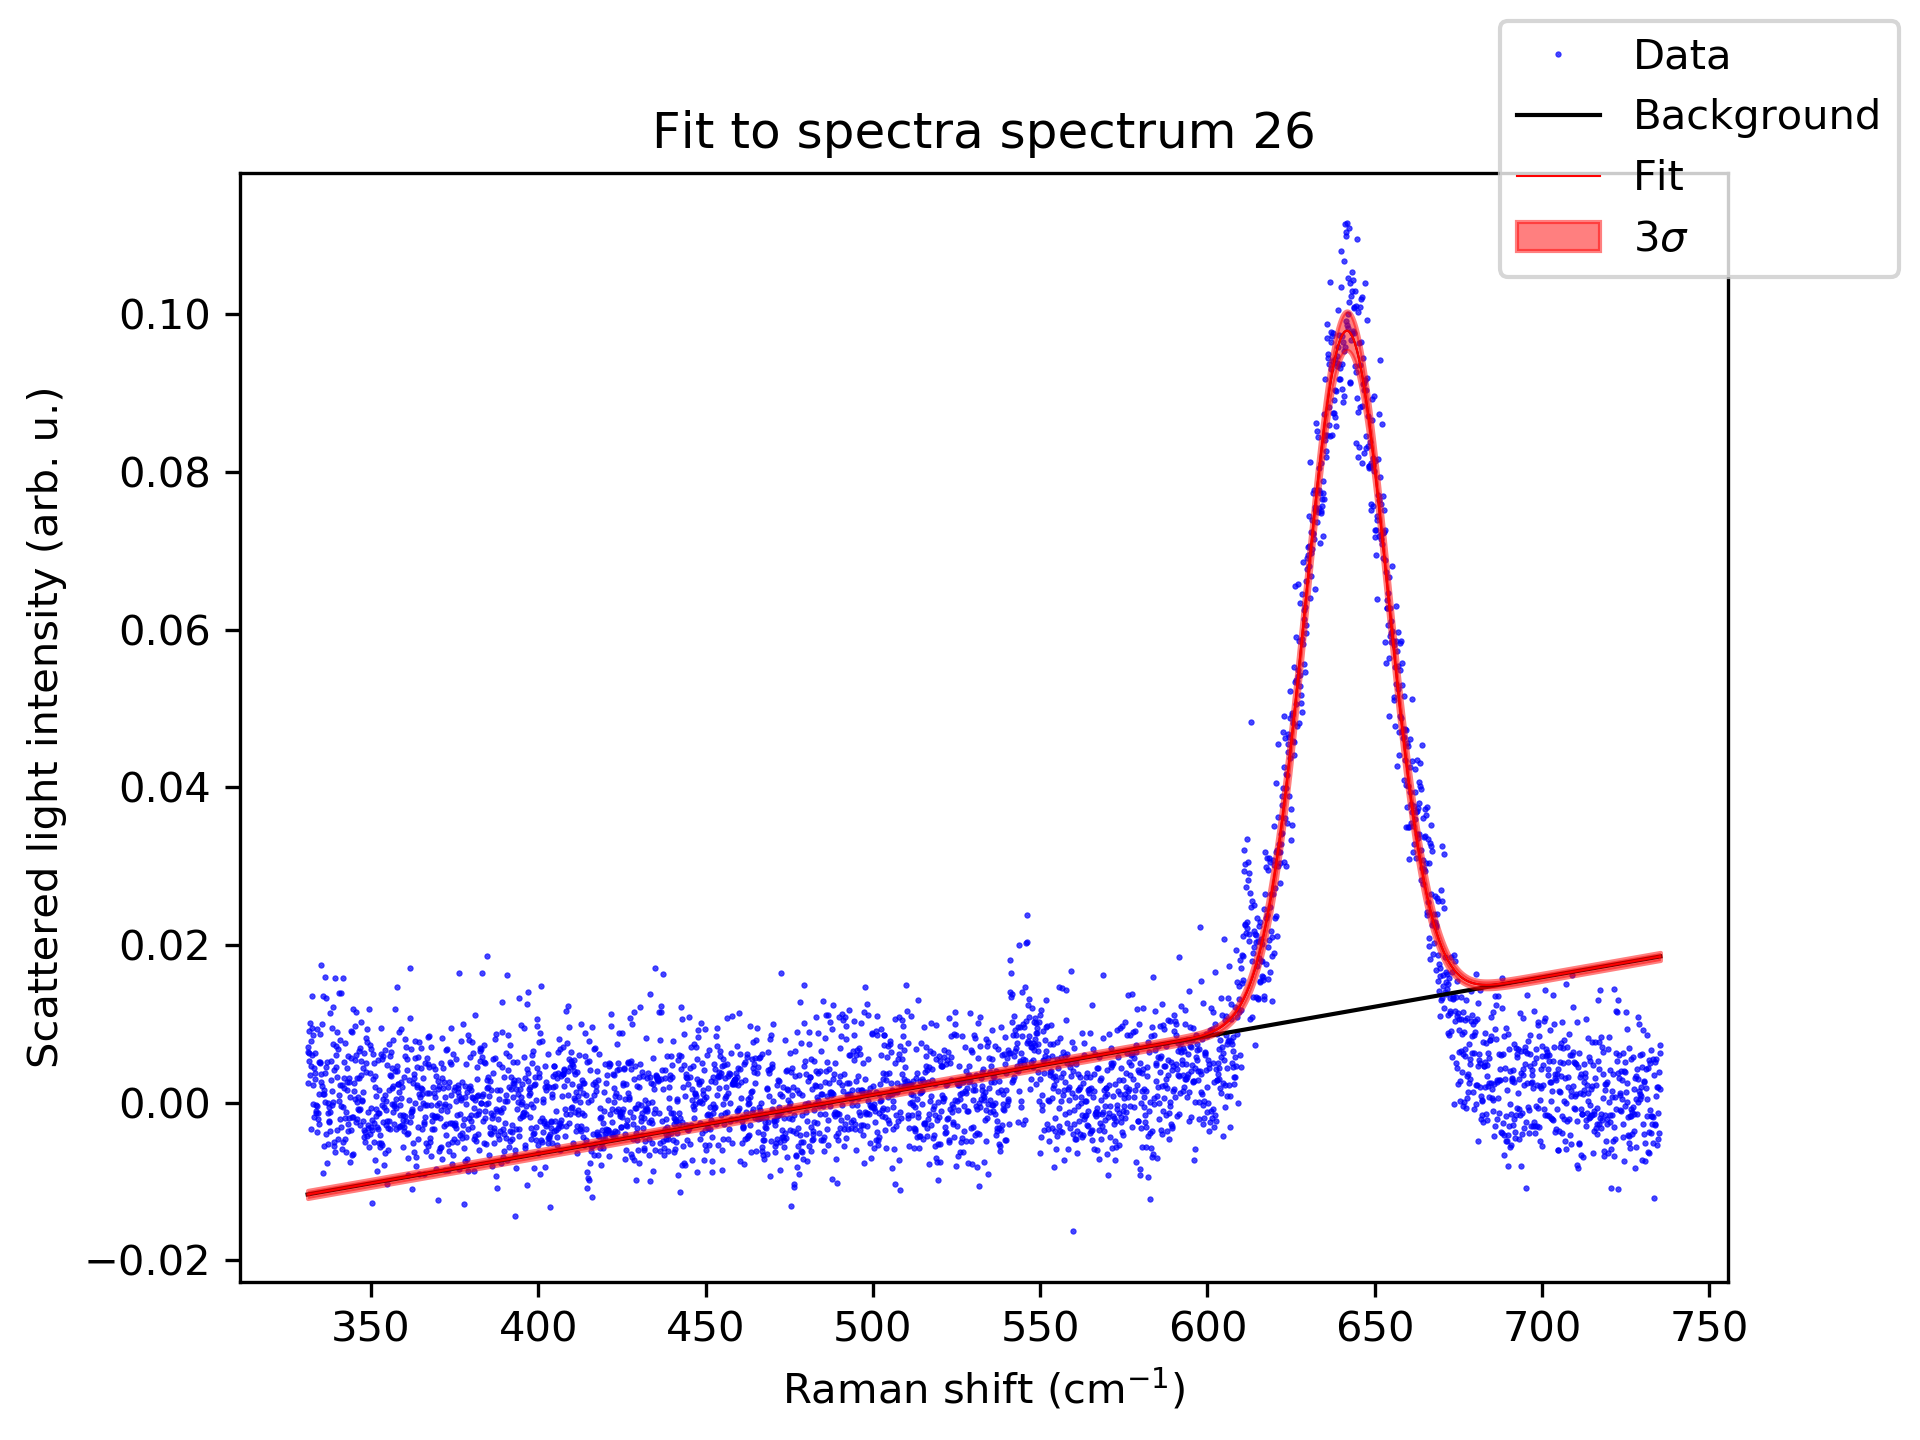 Data
Background
Fit
3σ
Fit to spectra spectrum 26
Scattered light intensity (arb. u.)
0.10
0.08
0.06
0.04
0.02
0.00
−0.02
350 400 450 500 550 600 650 700 750
Raman shift (cm⁻¹)